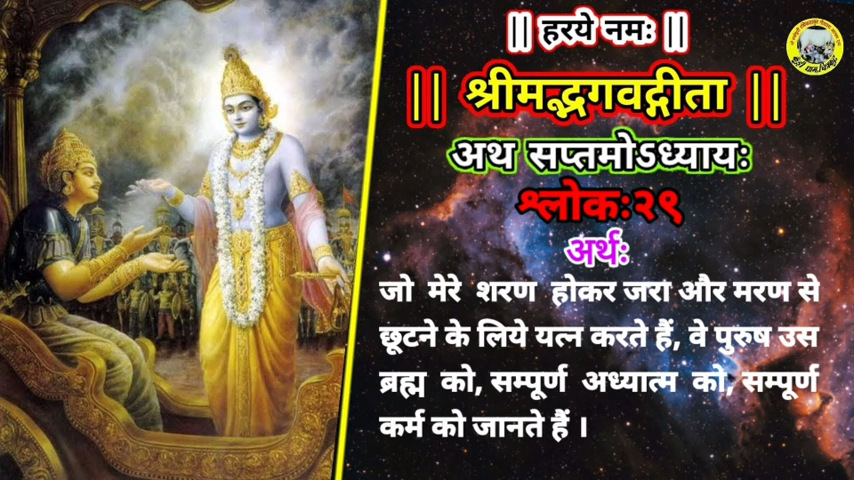 || हरये नमः ||
|| श्रीमद्भगवद्गीता ||
अथ सप्तमोऽध्यायः
श्लोकः२९
अर्थः
जो मेरे शरण होकर जरा और मरण से
छूटने के लिये यत्न करते हैं, वे पुरुष उस
ब्रह्म को, सम्पूर्ण अध्यात्म को, सम्पूर्ण
कर्म को जानते हैं ।